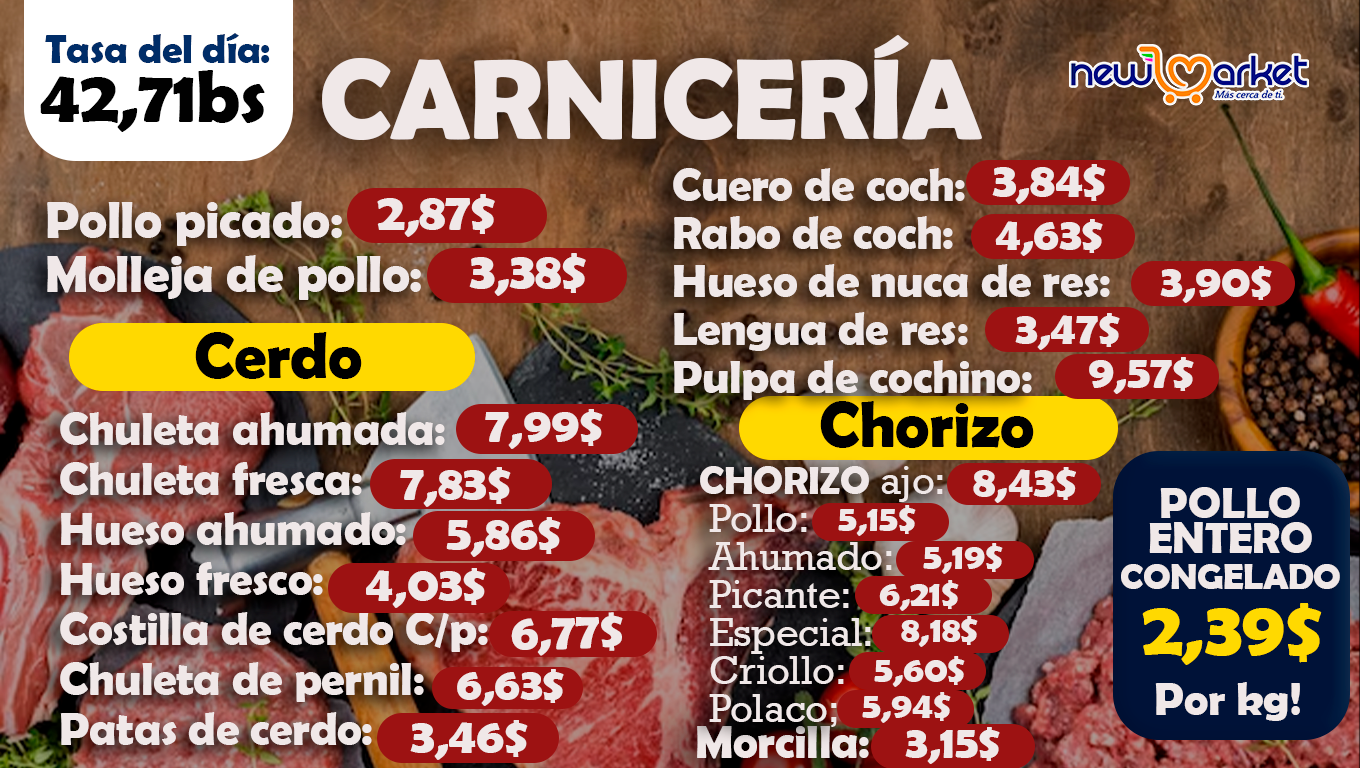 Tasa del día:
42,71bs
CARNICERÍA
new market
Más cerca de ti.
Pollo picado: 2,87$
Molleja de pollo: 3,38$
Cerdo
Chuleta ahumada: 7,99$
Chuleta fresca: 7,83$
Hueso ahumado: 5,86$
Hueso fresco: 4,03$
Costilla de cerdo C/p: 6,77$
Chuleta de pernil: 6,63$
Patas de cerdo: 3,46$
Cuero de coch: 3,84$
Rabo de coch: 4,63$
Hueso de nuca de res: 3,90$
Lengua de res: 3,47$
Pulpa de cochino: 9,57$
Chorizo
CHORIZO ajo: 8,43$
Pollo: 5,15$
Ahumado: 5,19$
Picante: 6,21$
Especial: 8,18$
Criollo: 5,60$
Polaco; 5,94$
Morcilla: 3,15$
POLLO
ENTERO
CONGELADO
2,39$
Por kg!